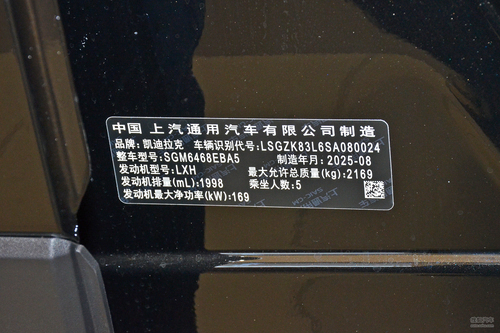 中国 上汽通用汽车有限公司制造
品牌: 凯迪拉克 车辆识别代号: LSGZK83L6SA080024
整车型号: SGM6468EBA5 制造年月: 2025-08
发动机型号: LXH 最大允许总质量(kg): 2169
发动机排量(mL): 1998 乘坐人数: 5
发动机最大净功率(kW): 169